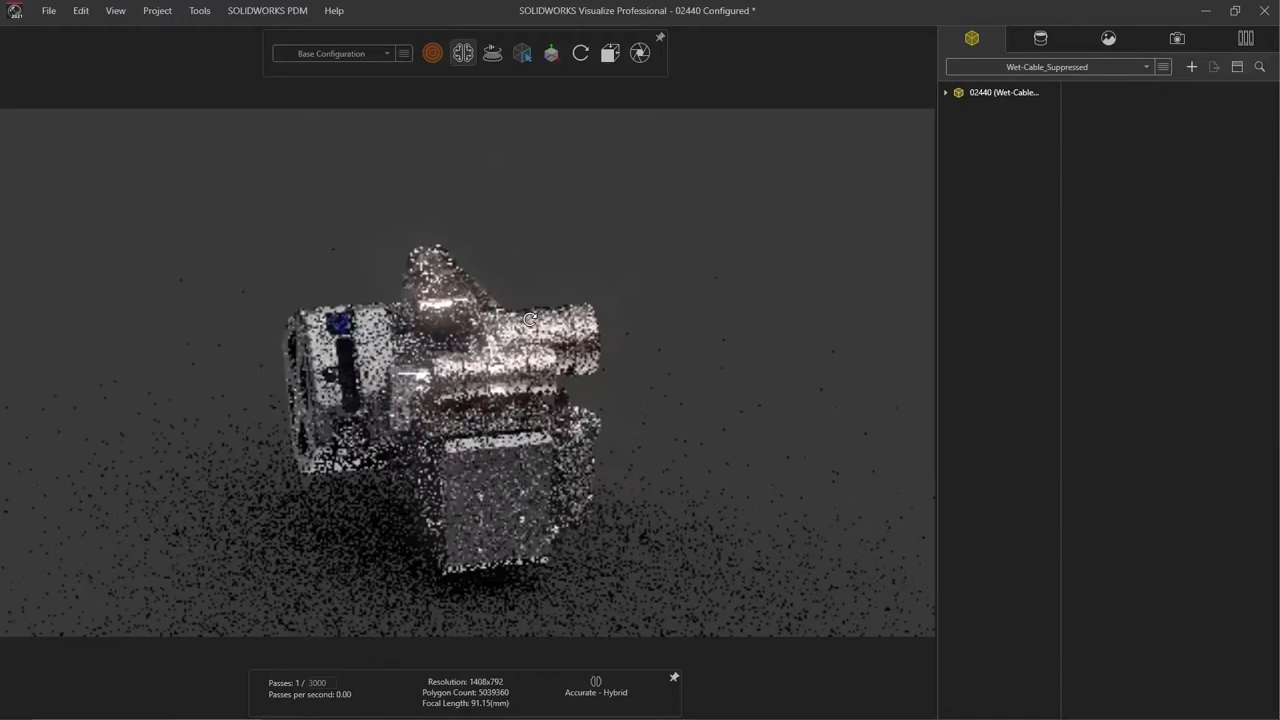 2021
File Edit View Project Tools SOLIDWORKS PDM Help
SOLIDWORKS Visualize Professional - 02440 Configured *
Base Configuration
Wet-Cable_Suppressed
02440 (Wet-Cable...
Passes: 1 / 3000
Passes per second: 0.00
Resolution: 1408x792
Polygon Count: 5039360
Focal Length: 91.15(mm)
Accurate - Hybrid